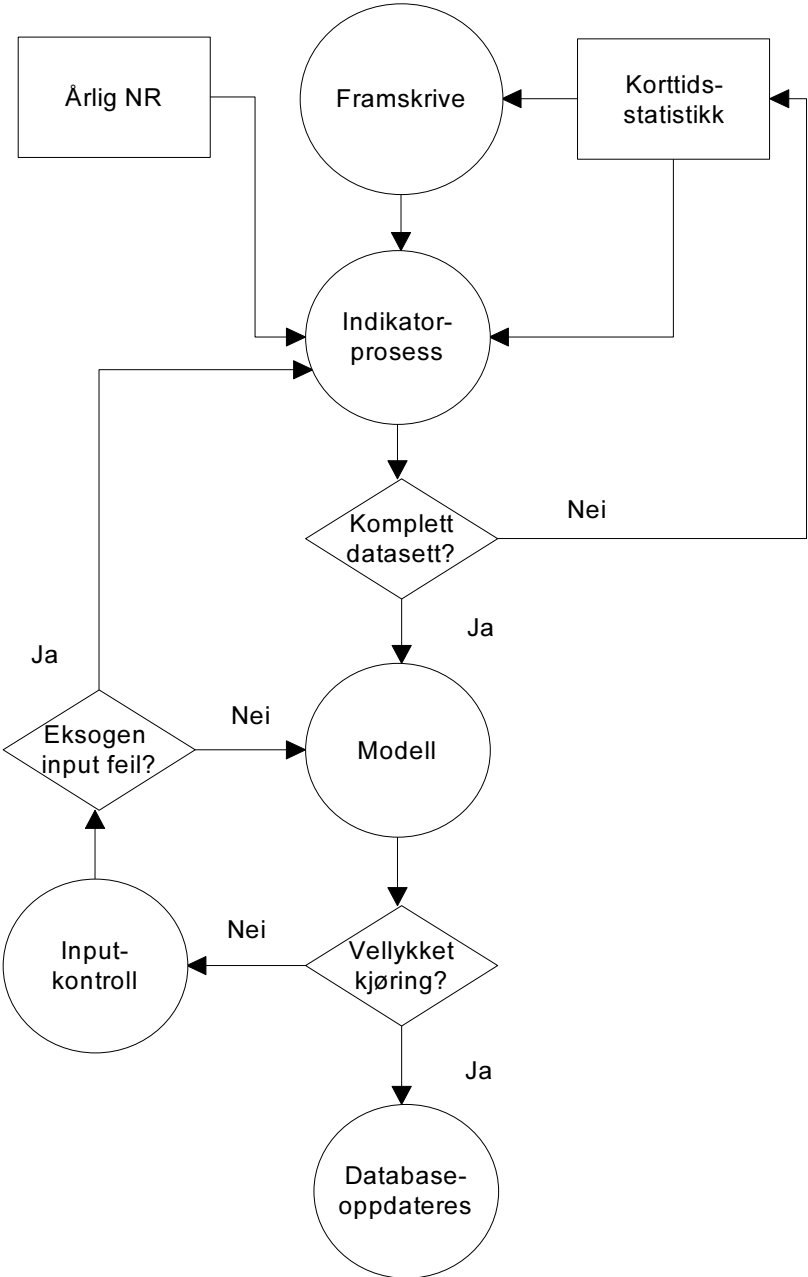 Årlig NR
Framskrive
Korttids-
statistikk
Indikator-
prosess
Komplett
datasett?
Nei
Ja
Ja
Eksogen
input feil?
Nei
Modell
Input-
kontroll
Nei
Vellykket
kjøring?
Ja
Database-
oppdateres